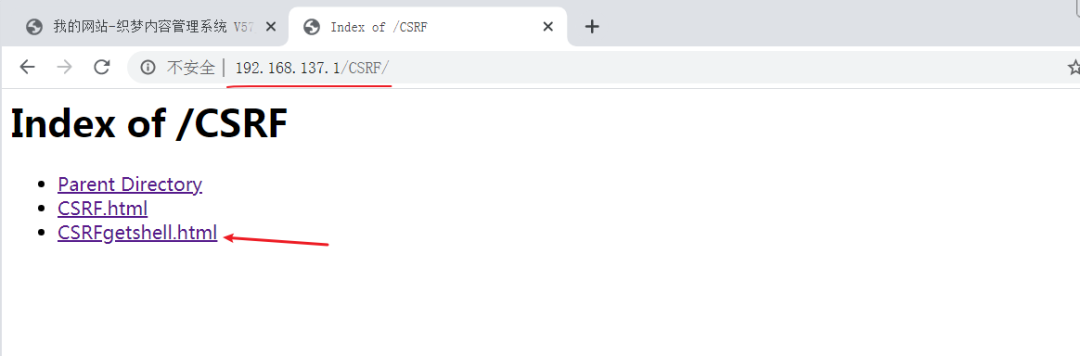 我的网站-织梦内容管理系统 V57
Index of /CSRF
不安全 | 192.168.137.1/CSRF/
Index of /CSRF
Parent Directory
CSRF.html
CSRFgetshell.html